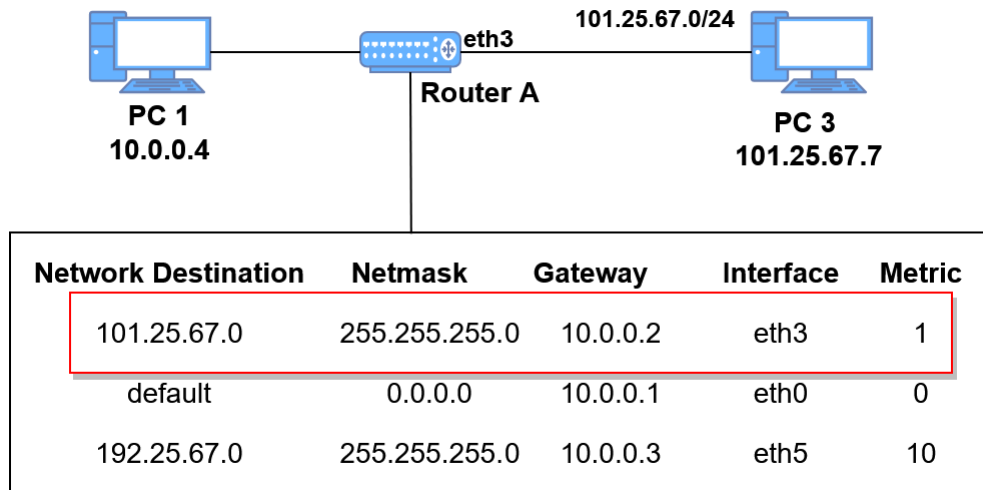 101.25.67.0/24
eth3
Router A
PC 1
10.0.0.4
PC 3
101.25.67.7
Network Destination Netmask Gateway Interface Metric
101.25.67.0 255.255.255.0 10.0.0.2 eth3 1
default 0.0.0.0 10.0.0.1 eth0 0
192.25.67.0 255.255.255.0 10.0.0.3 eth5 10